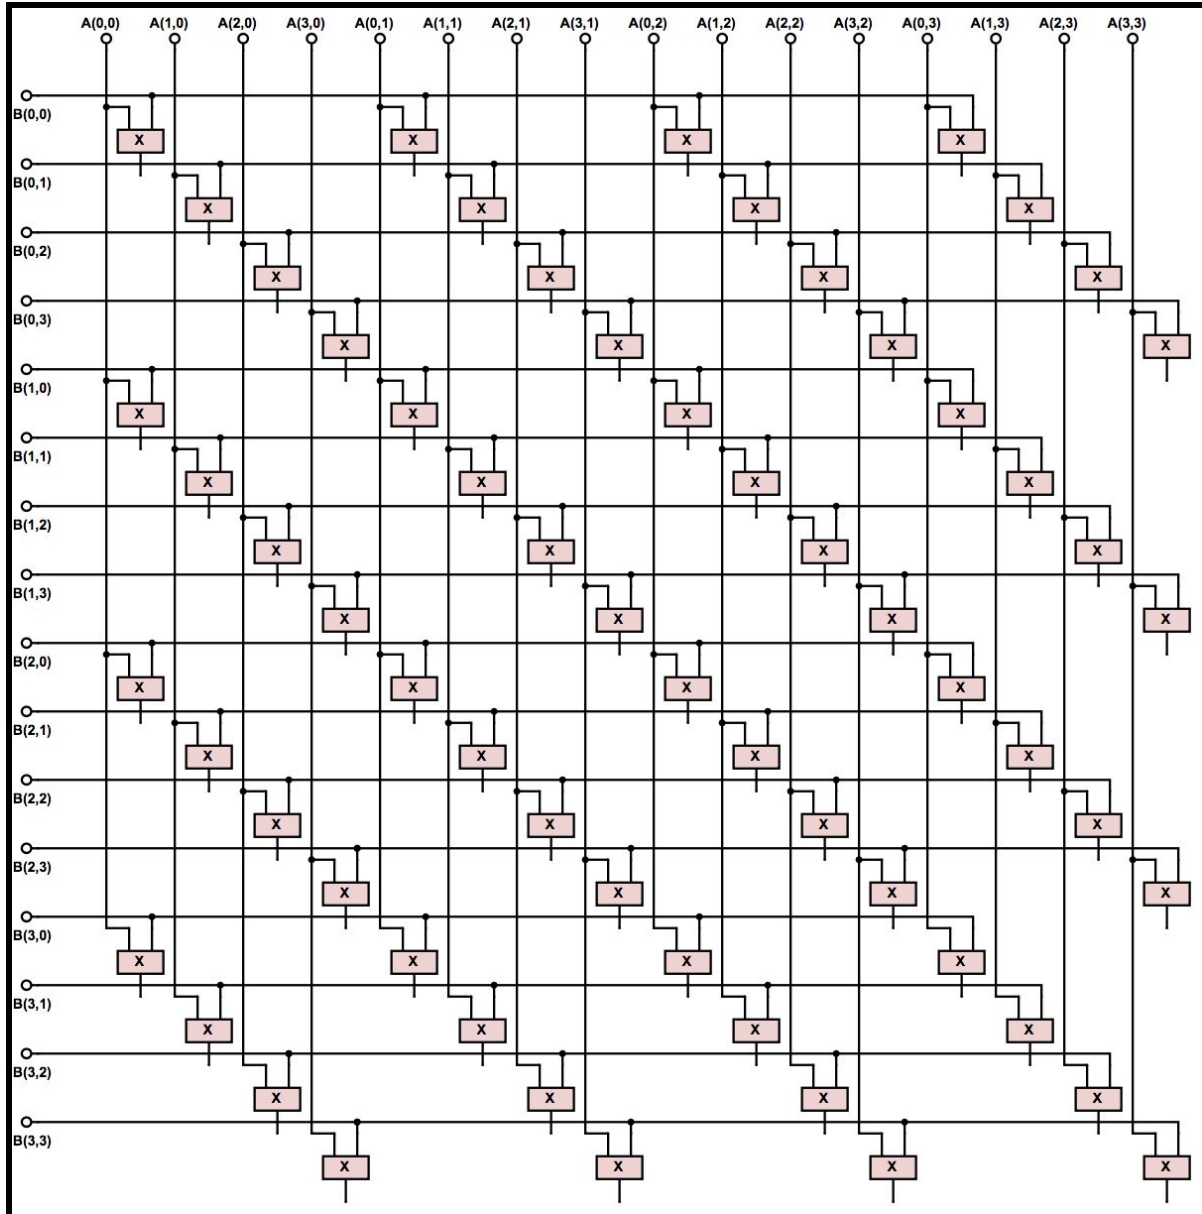 A(0,0) A(1,0) A(2,0) A(3,0) A(0,1) A(1,1) A(2,1) A(3,1) A(0,2) A(1,2) A(2,2) A(3,2) A(0,3) A(1,3) A(2,3) A(3,3)
B(0,0)
X X X X
B(0,1)
X X X X
B(0,2)
X X X X
B(0,3)
X X X X
B(1,0)
X X X X
B(1,1)
X X X X
B(1,2)
X X X X
B(1,3)
X X X X
B(2,0)
X X X X
B(2,1)
X X X X
B(2,2)
X X X X
B(2,3)
X X X X
B(3,0)
X X X X
B(3,1)
X X X X
B(3,2)
X X X X
B(3,3)
X X X X